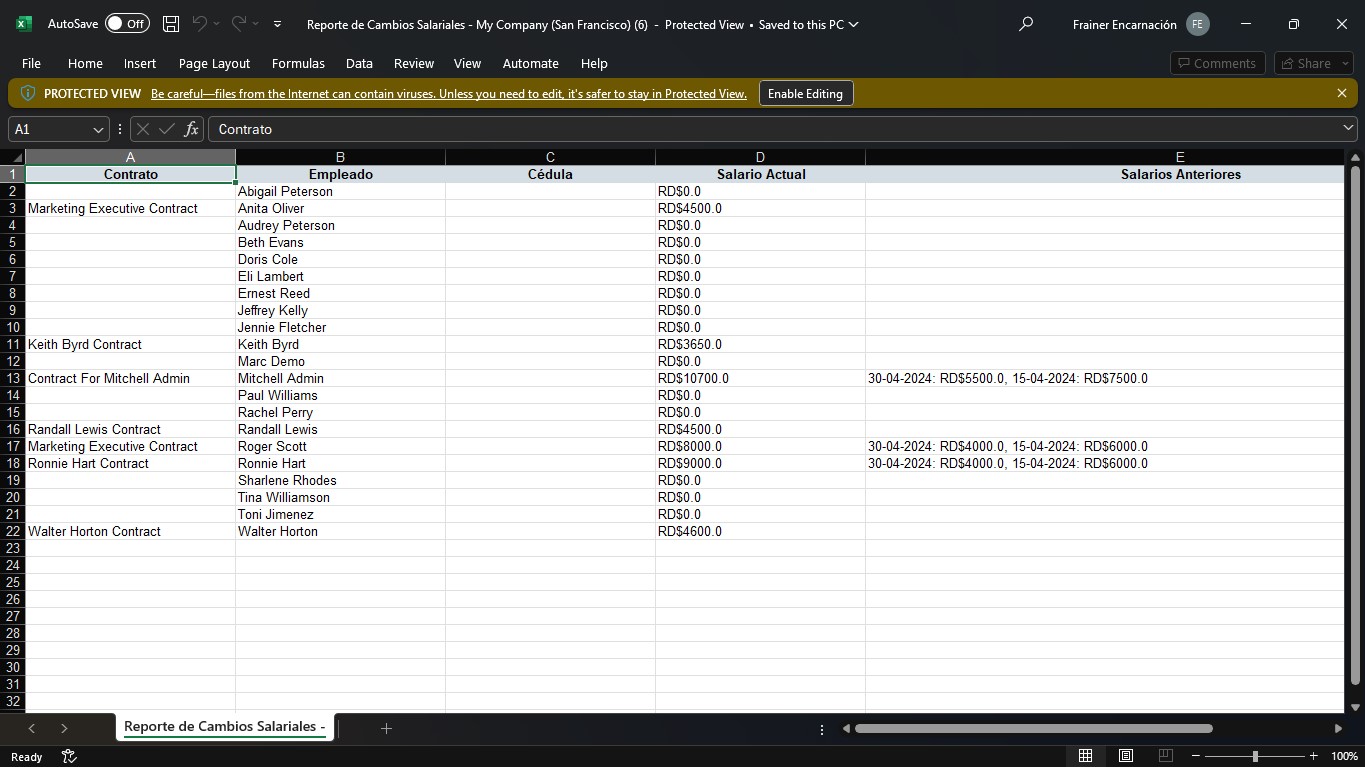 AutoSave Off Reporte de Cambios Salariales - My Company (San Francisco) (6) - Protected View • Saved to this PC Frainer Encarnación FE
File Home Insert Page Layout Formulas Data Review View Automate Help Comments Share
PROTECTED VIEW Be careful—files from the Internet can contain viruses. Unless you need to edit, it's safer to stay in Protected View. Enable Editing
A1 fx Contrato
A B C D E
1 Contrato Empleado Cédula Salario Actual Salarios Anteriores
2 Abigail Peterson RD$0.0
3 Marketing Executive Contract Anita Oliver RD$4500.0
4 Audrey Peterson RD$0.0
5 Beth Evans RD$0.0
6 Doris Cole RD$0.0
7 Eli Lambert RD$0.0
8 Ernest Reed RD$0.0
9 Jeffrey Kelly RD$0.0
10 Jennie Fletcher RD$0.0
11 Keith Byrd Contract Keith Byrd RD$3650.0
12 Marc Demo RD$0.0
13 Contract For Mitchell Admin Mitchell Admin RD$10700.0 30-04-2024: RD$5500.0, 15-04-2024: RD$7500.0
14 Paul Williams RD$0.0
15 Rachel Perry RD$0.0
16 Randall Lewis Contract Randall Lewis RD$4500.0
17 Marketing Executive Contract Roger Scott RD$8000.0 30-04-2024: RD$4000.0, 15-04-2024: RD$6000.0
18 Ronnie Hart Contract Ronnie Hart RD$9000.0 30-04-2024: RD$4000.0, 15-04-2024: RD$6000.0
19 Sharlene Rhodes RD$0.0
20 Tina Williamson RD$0.0
21 Toni Jimenez RD$0.0
22 Walter Horton Contract Walter Horton RD$4600.0
23
24
25
26
27
28
29
30
31
32
Reporte de Cambios Salariales -
Ready 100%